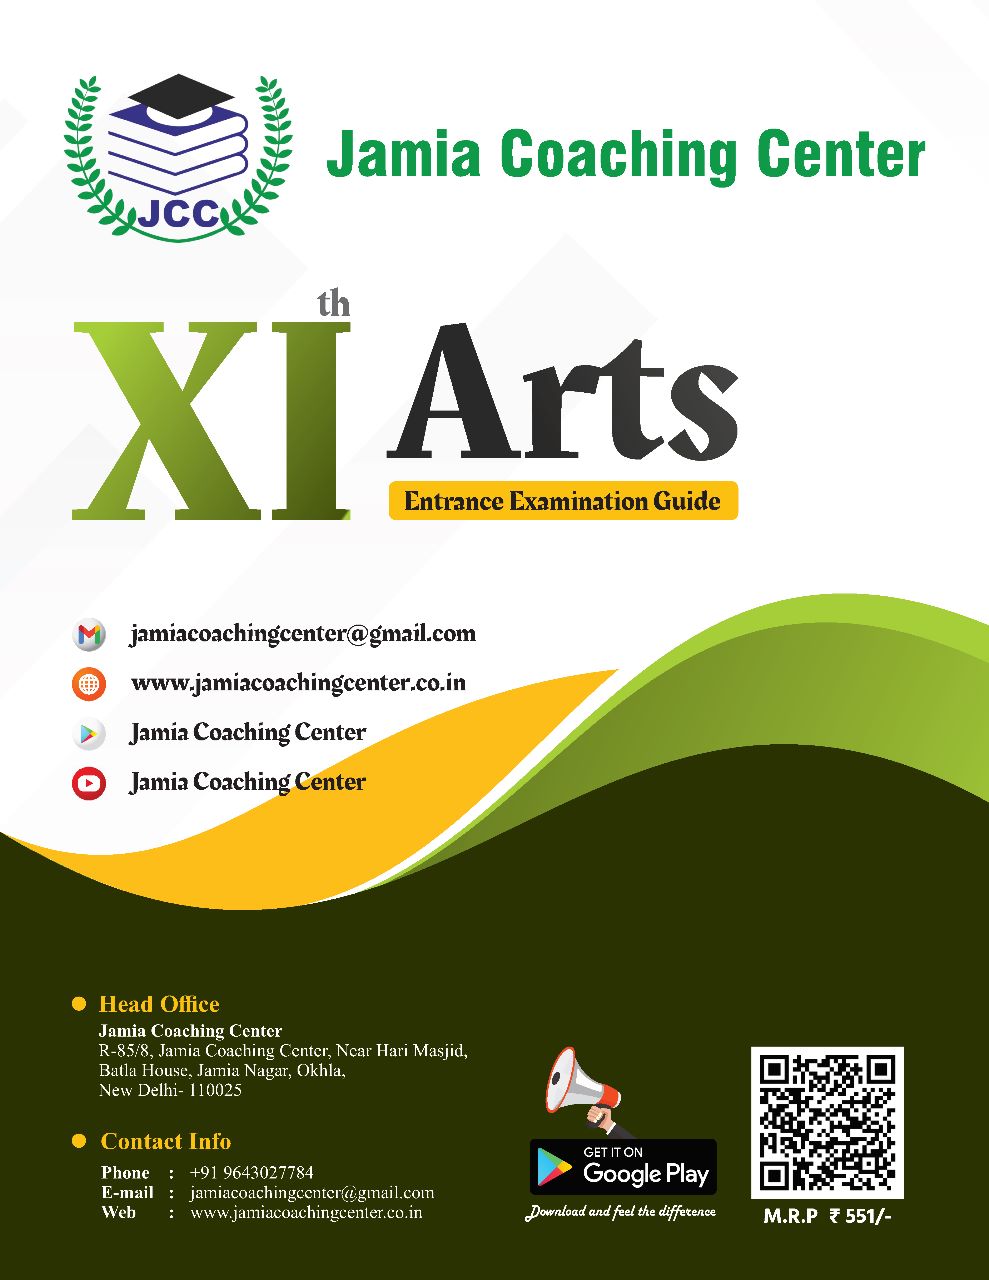 JCC
Jamia Coaching Center
XIth Arts
Entrance Examination Guide
jamiacoachingcenter@gmail.com
www.jamiacoachingcenter.co.in
Jamia Coaching Center
Jamia Coaching Center
Head Office
Jamia Coaching Center
R-85/8, Jamia Coaching Center, Near Hari Masjid,
Batla House, Jamia Nagar, Okhla,
New Delhi- 110025
Contact Info
Phone : +91 9643027784
E-mail : jamiacoachingcenter@gmail.com
Web : www.jamiacoachingcenter.co.in
GET IT ON
Google Play
Download and feel the difference
M.R.P ₹ 551/-